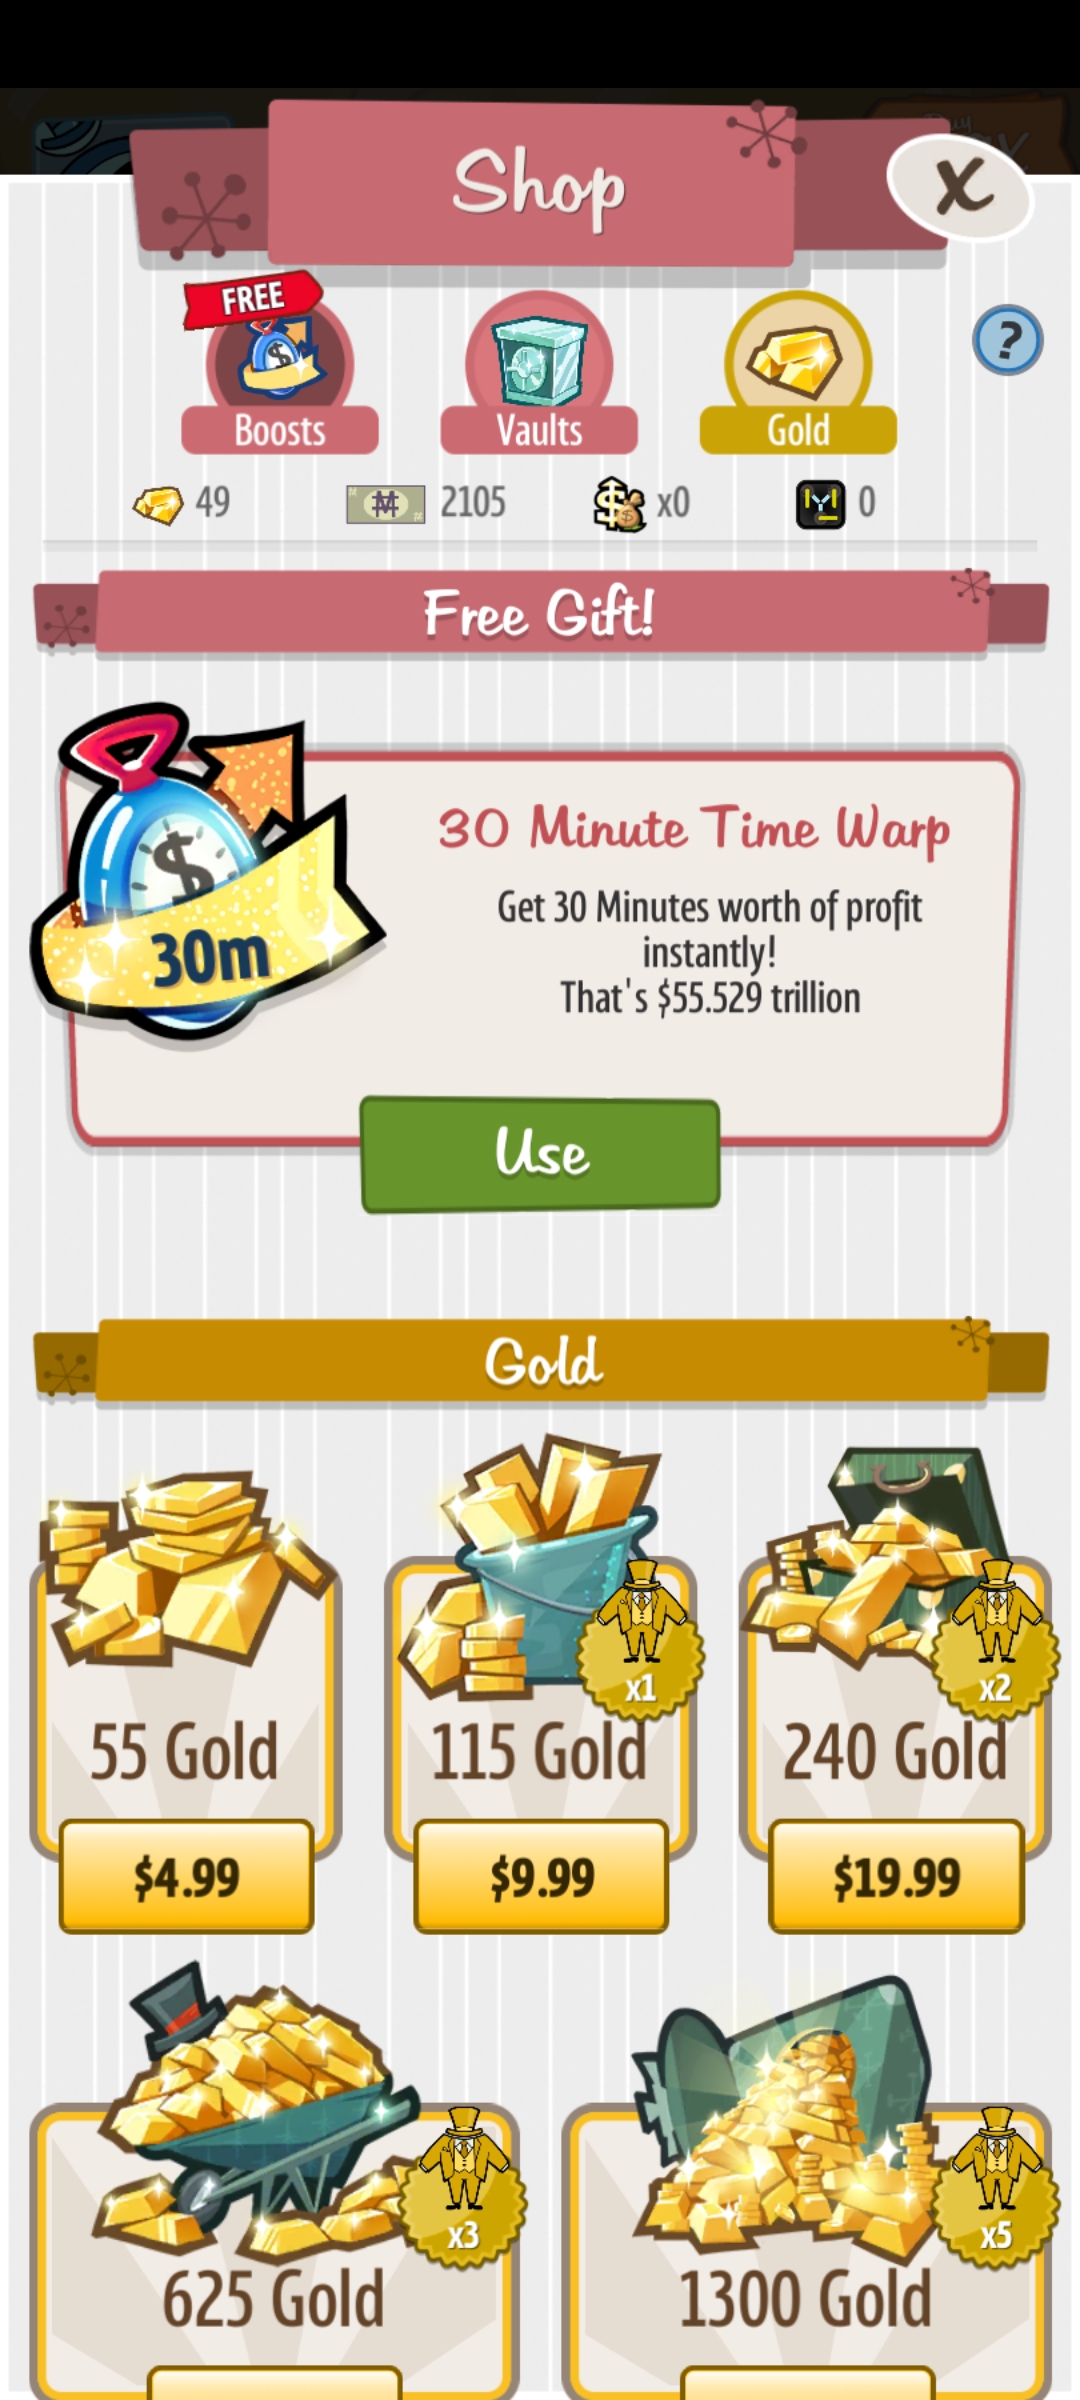 Shop
X
FREE
Boosts
Vaults
Gold
?
49
2105
x0
0
Free Gift!
30m
30 Minute Time Warp
Get 30 Minutes worth of profit
instantly!
That's $55.529 trillion
Use
Gold
x1
x2
55 Gold
115 Gold
240 Gold
$4.99
$9.99
$19.99
x3
x5
625 Gold
1300 Gold